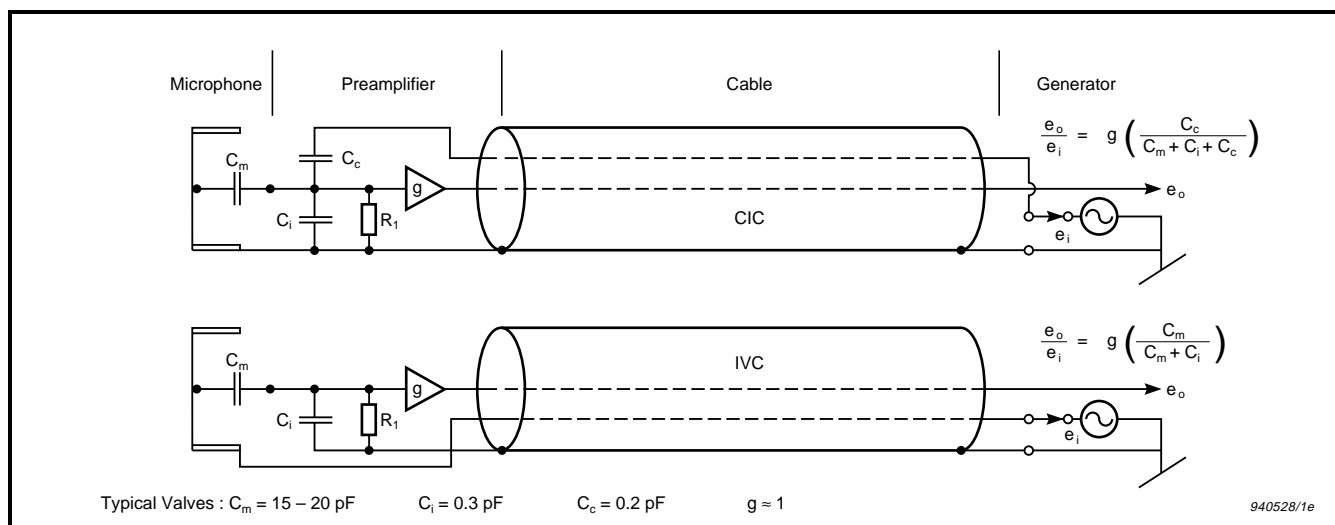 Microphone Preamplifier Cable Generator
e_o / e_i = g ( C_c / C_m + C_i + C_c )
C_m
C_c
g
e_o
C_i
R_1
CIC
e_i
e_o / e_i = g ( C_m / C_m + C_i )
IVC
C_m
g
e_o
C_i
R_1
e_i
Typical Valves : C_m = 15 – 20 pF C_i = 0.3 pF C_c = 0.2 pF g ≈ 1
940528/1e